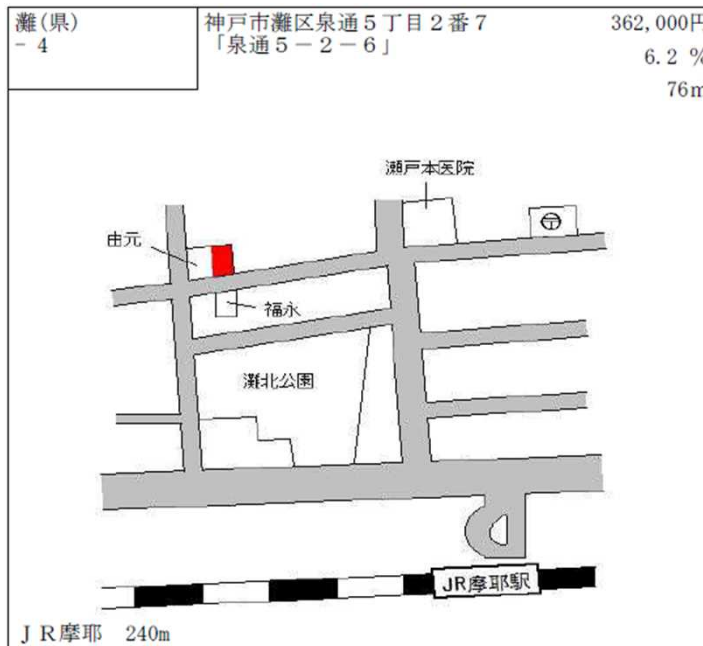 灘(県)
－ 4
神戸市灘区泉通５丁目２番７
「泉通５－２－６」
362,000円
6.2 %
76m
瀬戸本医院
由元
福永
灘北公園
JR摩耶駅
ＪＲ摩耶 240m